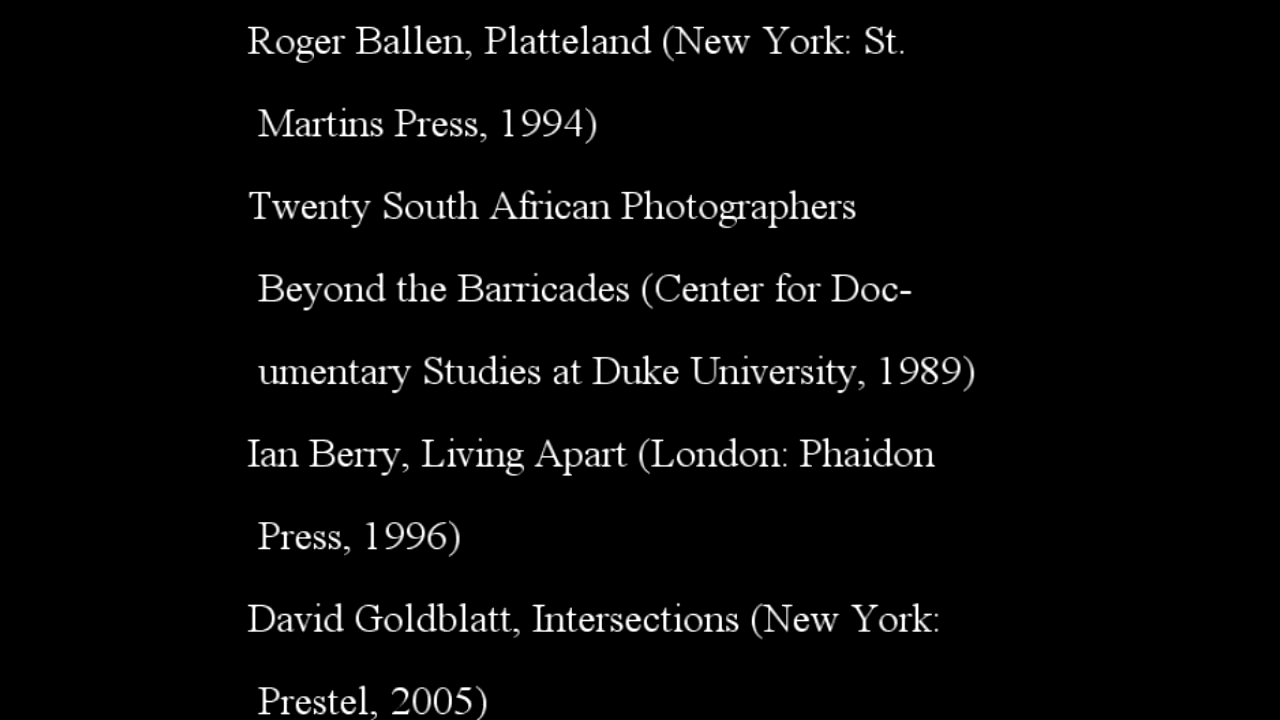 Roger Ballen, Platteland (New York: St.
Martins Press, 1994)
Twenty South African Photographers
Beyond the Barricades (Center for Doc-
umentary Studies at Duke University, 1989)
Ian Berry, Living Apart (London: Phaidon
Press, 1996)
David Goldblatt, Intersections (New York:
Prestel, 2005)